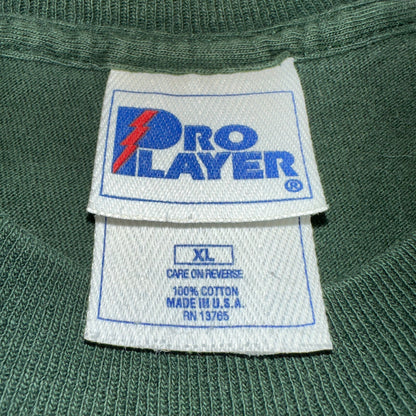 PRO
PLAYER®
XL
CARE ON REVERSE
100% COTTON
MADE IN U.S.A.
RN 13765